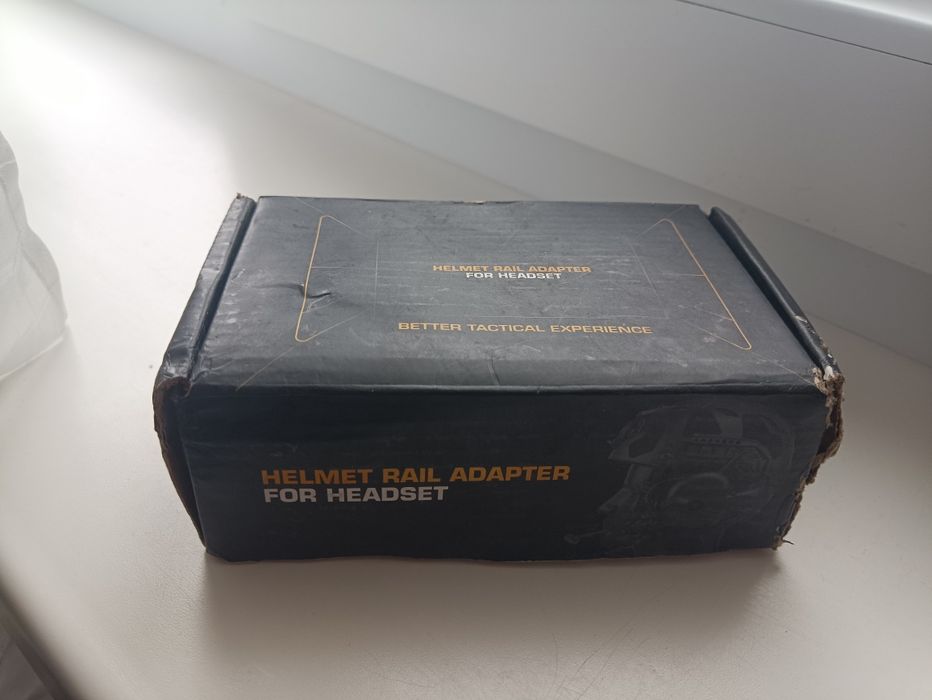 HELMET RAIL ADAPTER
FOR HEADSET
BETTER TACTICAL EXPERIENCE
HELMET RAIL ADAPTER
FOR HEADSET